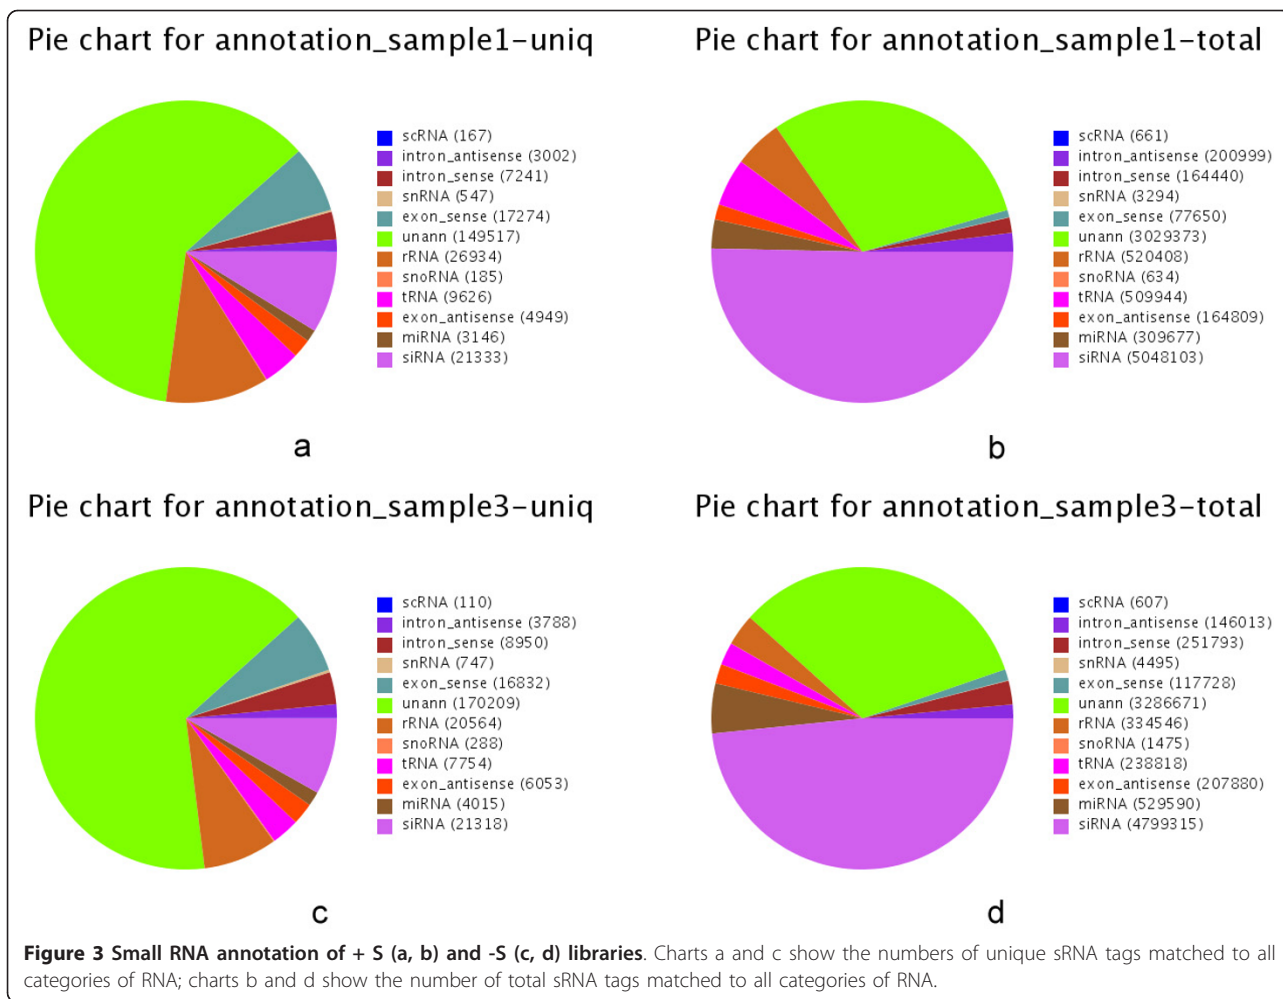 Pie chart for annotation_sample1-uniq
scRNA (167)
intron_antisense (3002)
intron_sense (7241)
snRNA (547)
exon_sense (17274)
unann (149517)
rRNA (26934)
snoRNA (185)
tRNA (9626)
exon_antisense (4949)
miRNA (3146)
siRNA (21333)
a
Pie chart for annotation_sample1-total
scRNA (661)
intron_antisense (200999)
intron_sense (164440)
snRNA (3294)
exon_sense (77650)
unann (3029373)
rRNA (520408)
snoRNA (634)
tRNA (509944)
exon_antisense (164809)
miRNA (309677)
siRNA (5048103)
b
Pie chart for annotation_sample3-uniq
scRNA (110)
intron_antisense (3788)
intron_sense (8950)
snRNA (747)
exon_sense (16832)
unann (170209)
rRNA (20564)
snoRNA (288)
tRNA (7754)
exon_antisense (6053)
miRNA (4015)
siRNA (21318)
c
Pie chart for annotation_sample3-total
scRNA (607)
intron_antisense (146013)
intron_sense (251793)
snRNA (4495)
exon_sense (117728)
unann (3286671)
rRNA (334546)
snoRNA (1475)
tRNA (238818)
exon_antisense (207880)
miRNA (529590)
siRNA (4799315)
d
Figure 3 Small RNA annotation of + S (a, b) and -S (c, d) libraries. Charts a and c show the numbers of unique sRNA tags matched to all
categories of RNA; charts b and d show the number of total sRNA tags matched to all categories of RNA.